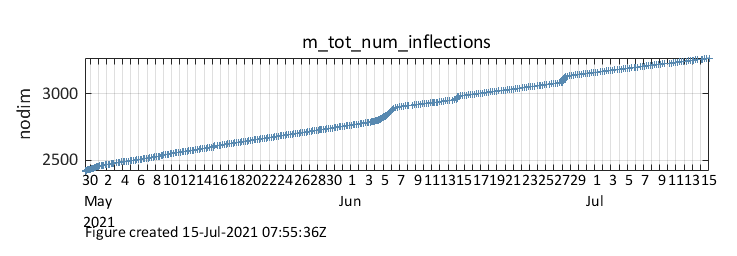 m_tot_num_inflections
nodim
3000
2500
30 2 4 6 8 10 12 14 16 18 20 22 24 26 28 30 1 3 5 7 9 11 13 15 17 19 21 23 25 27 29 1 3 5 7 9 11 13 15
May Jun Jul
2021
Figure created 15-Jul-2021 07:55:36Z